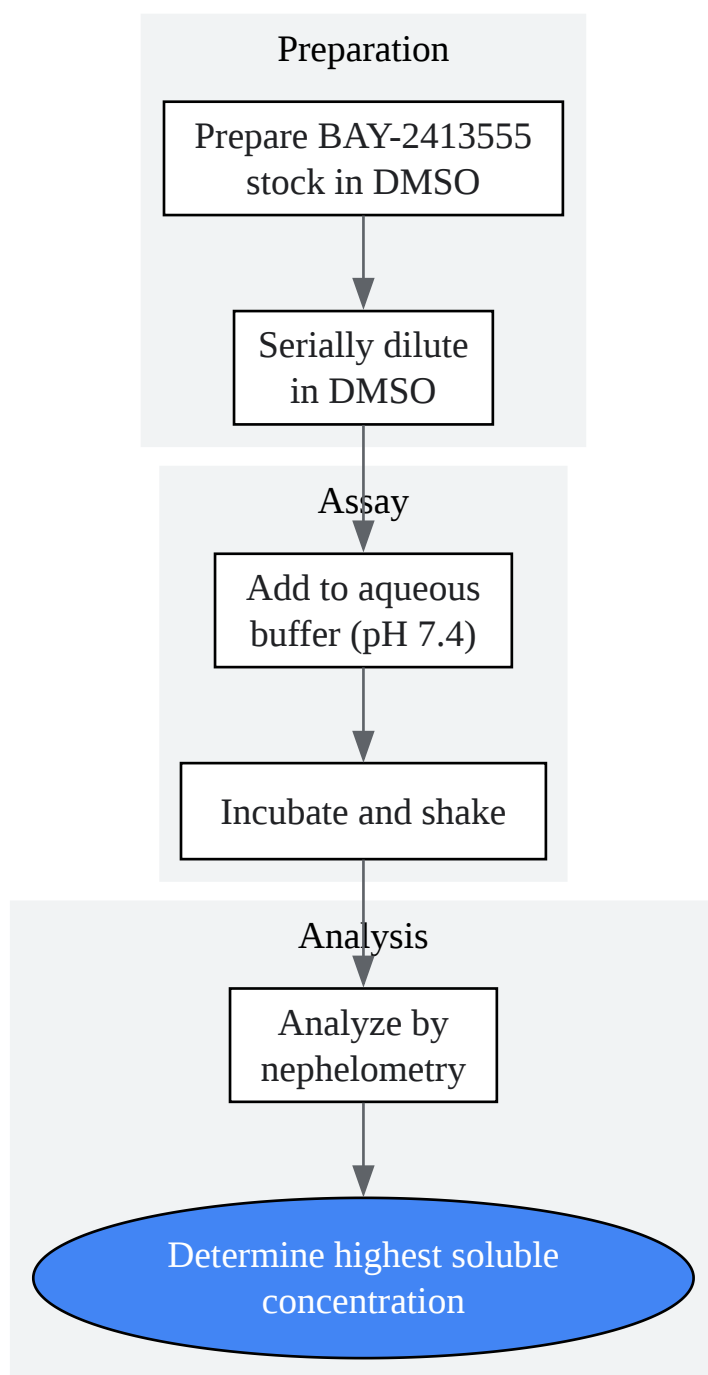 Preparation
Prepare BAY-2413555
stock in DMSO
Serially dilute
in DMSO
Assay
Add to aqueous
buffer (pH 7.4)
Incubate and shake
Analysis
Analyze by
nephelometry
Determine highest soluble
concentration